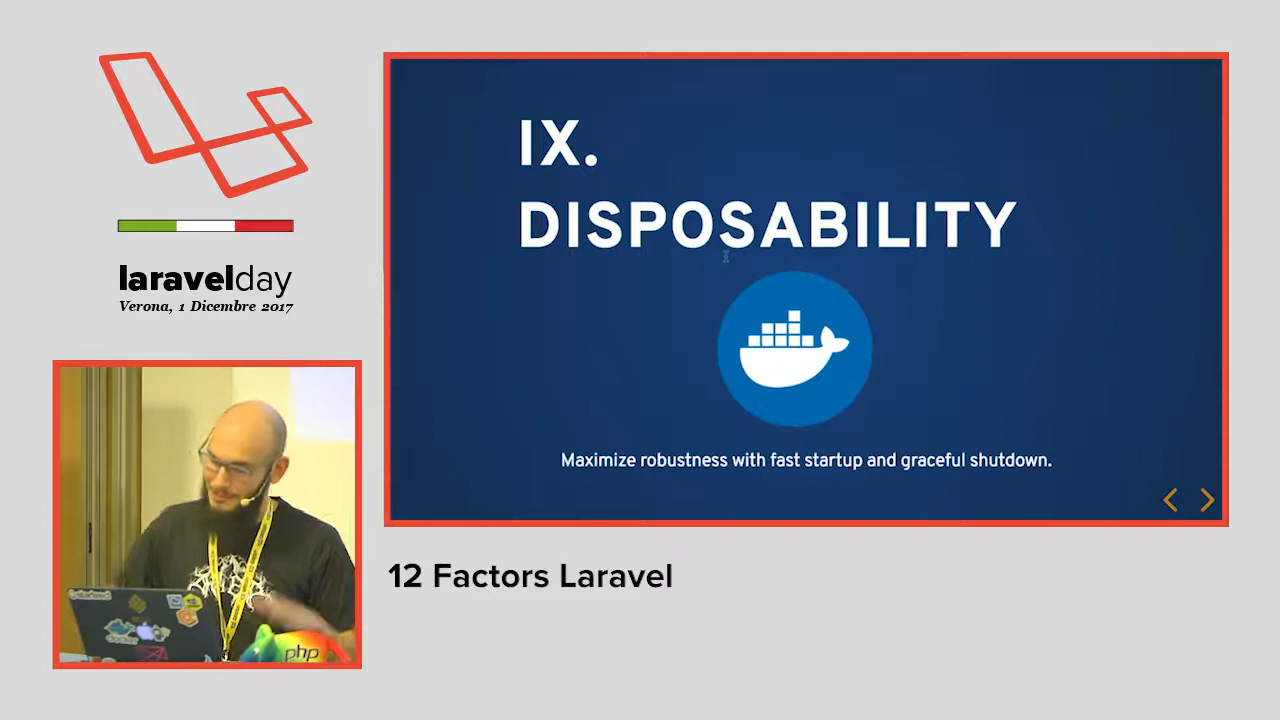 laravelday
Verona, 1 Dicembre 2017
IX.
DISPOSABILITY
Maximize robustness with fast startup and graceful shutdown.
12 Factors Laravel
docker
php